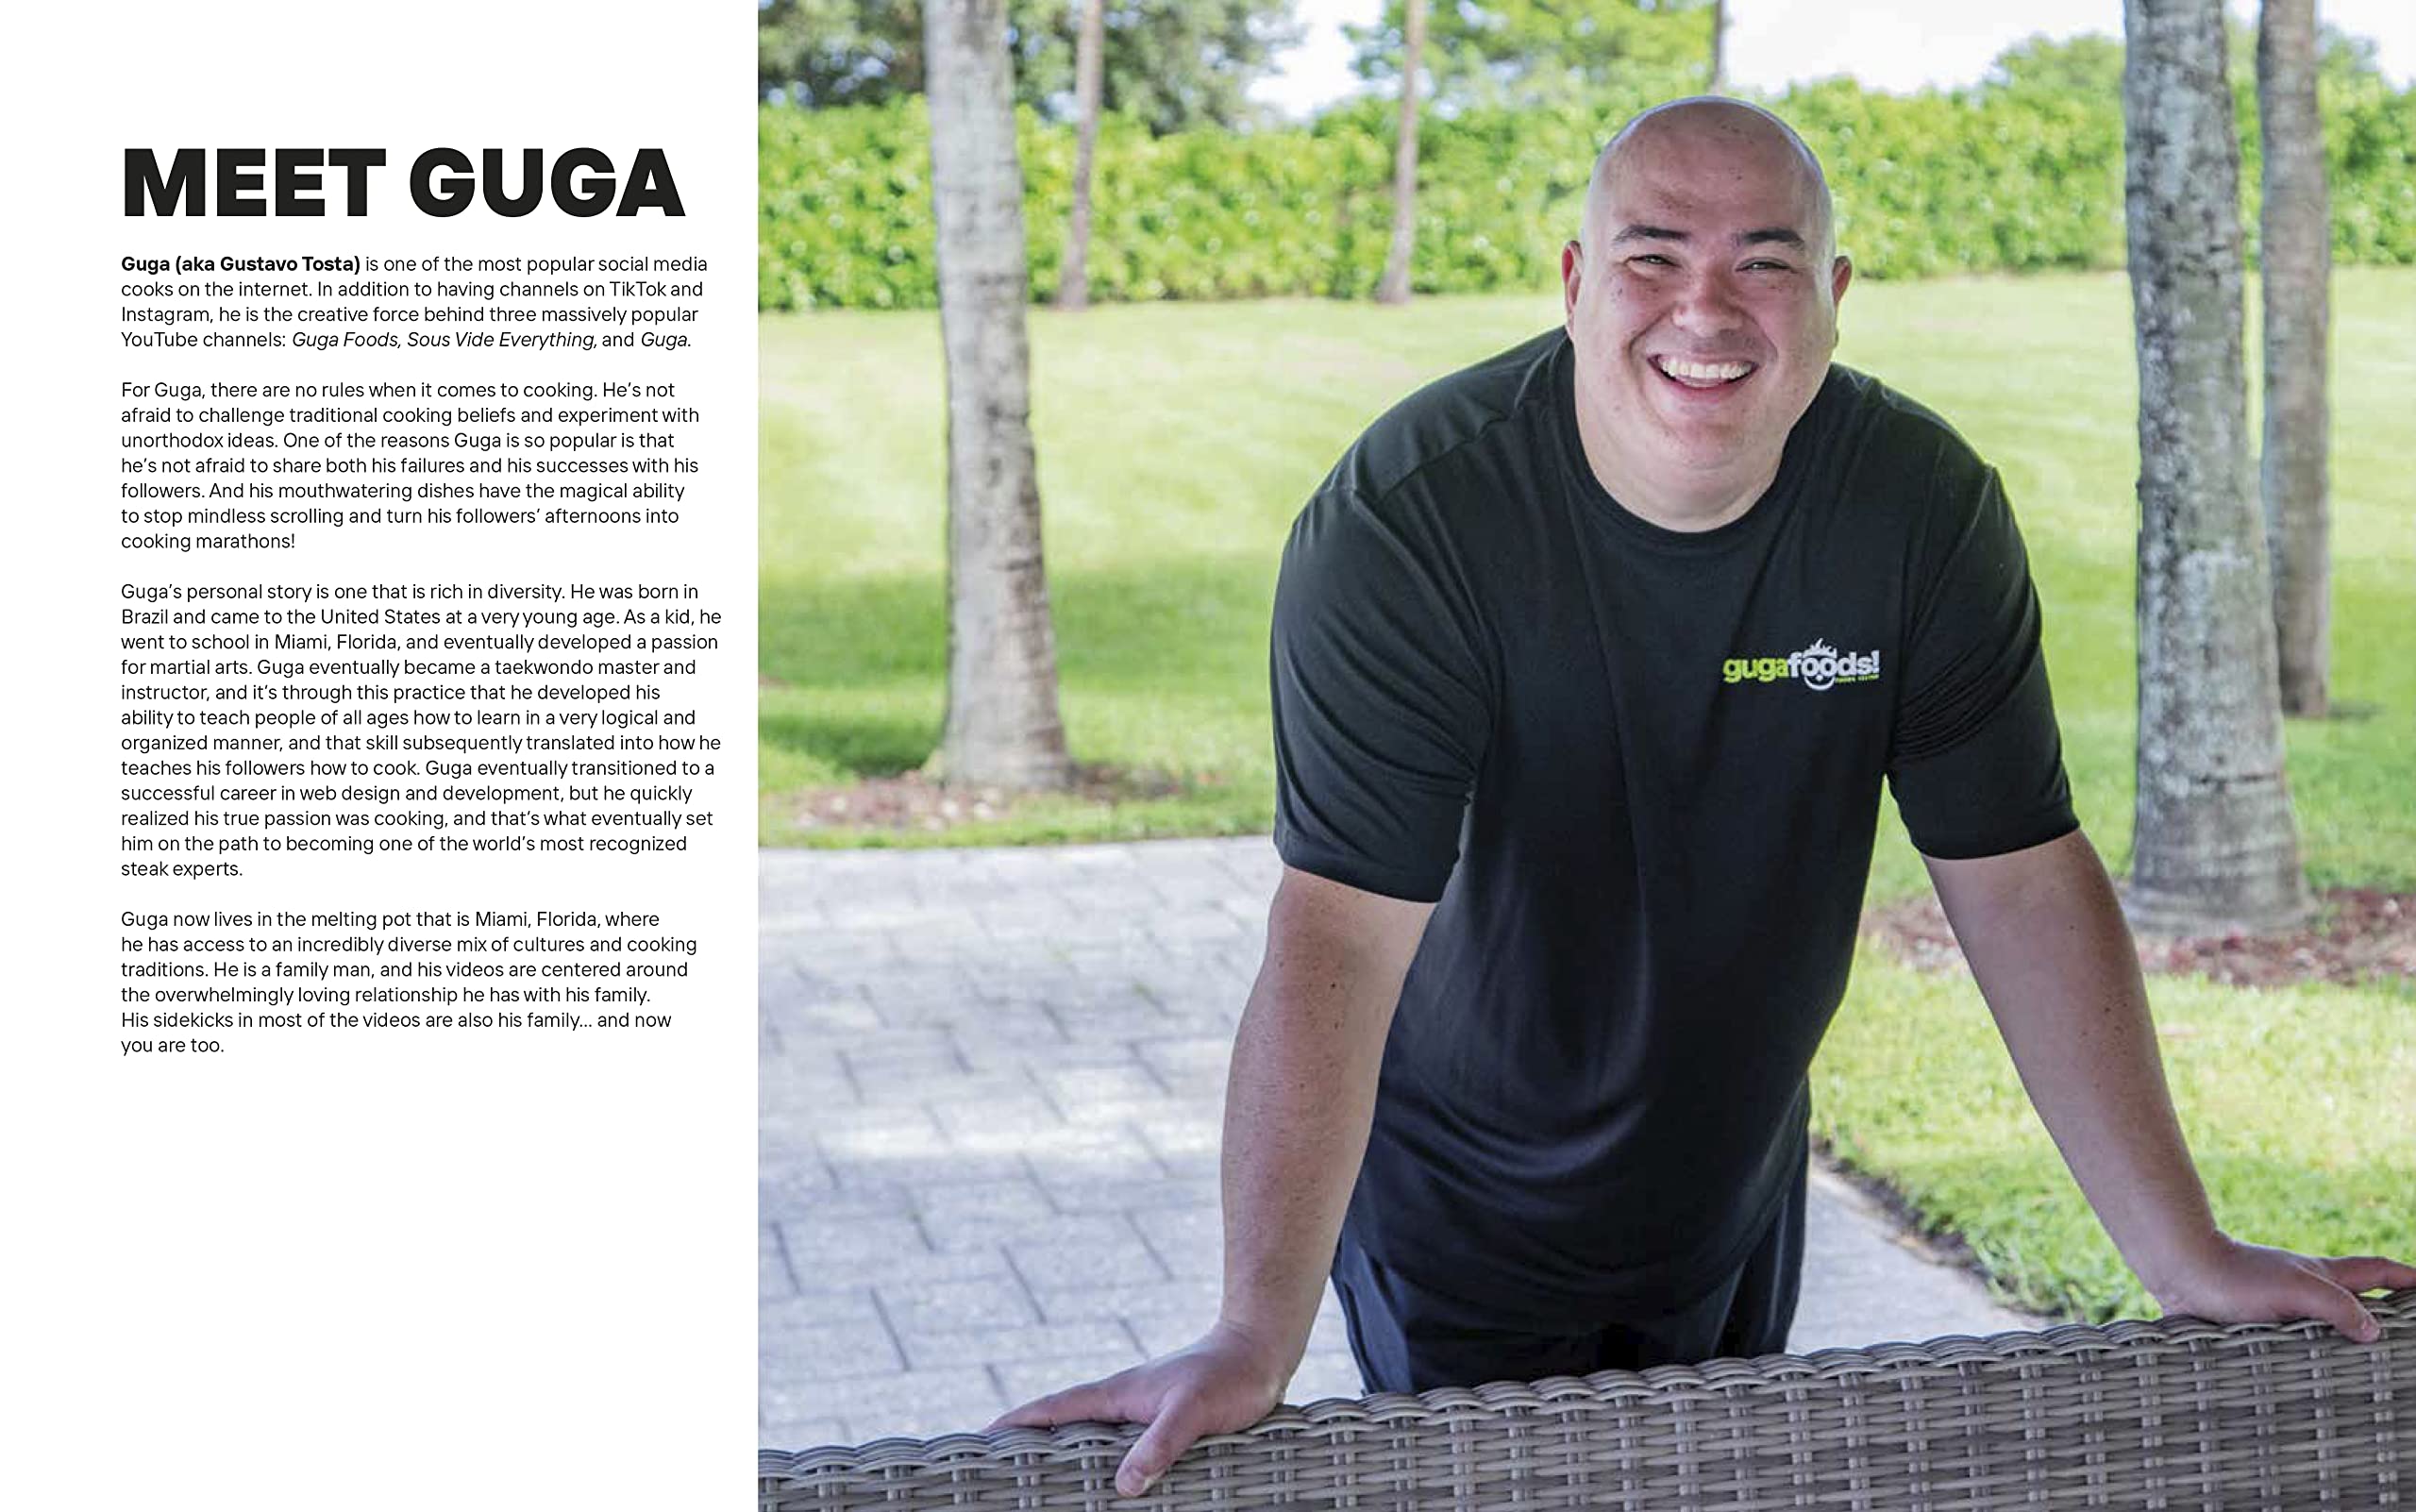 MEET GUGA
Guga (aka Gustavo Tosta) is one of the most popular social media
cooks on the internet. In addition to having channels on TikTok and
Instagram, he is the creative force behind three massively popular
YouTube channels: Guga Foods, Sous Vide Everything, and Guga.
For Guga, there are no rules when it comes to cooking. He’s not
afraid to challenge traditional cooking beliefs and experiment with
unorthodox ideas. One of the reasons Guga is so popular is that
he’s not afraid to share both his failures and his successes with his
followers. And his mouthwatering dishes have the magical ability
to stop mindless scrolling and turn his followers’ afternoons into
cooking marathons!
Guga’s personal story is one that is rich in diversity. He was born in
Brazil and came to the United States at a very young age. As a kid, he
went to school in Miami, Florida, and eventually developed a passion
for martial arts. Guga eventually became a taekwondo master and
instructor, and it’s through this practice that he developed his
ability to teach people of all ages how to learn in a very logical and
organized manner, and that skill subsequently translated into how he
teaches his followers how to cook. Guga eventually transitioned to a
successful career in web design and development, but he quickly
realized his true passion was cooking, and that’s what eventually set
him on the path to becoming one of the world’s most recognized
steak experts.
Guga now lives in the melting pot that is Miami, Florida, where
he has access to an incredibly diverse mix of cultures and cooking
traditions. He is a family man, and his videos are centered around
the overwhelmingly loving relationship he has with his family.
His sidekicks in most of the videos are also his family... and now
you are too.
gugafoods!